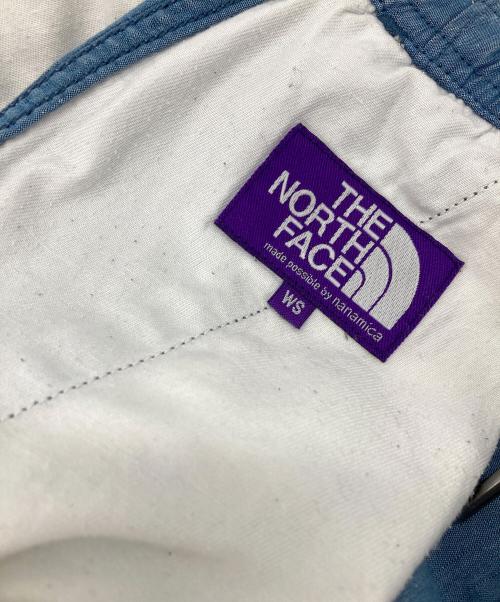 THE
NORTH
FACE
made possible by nanamica
WS